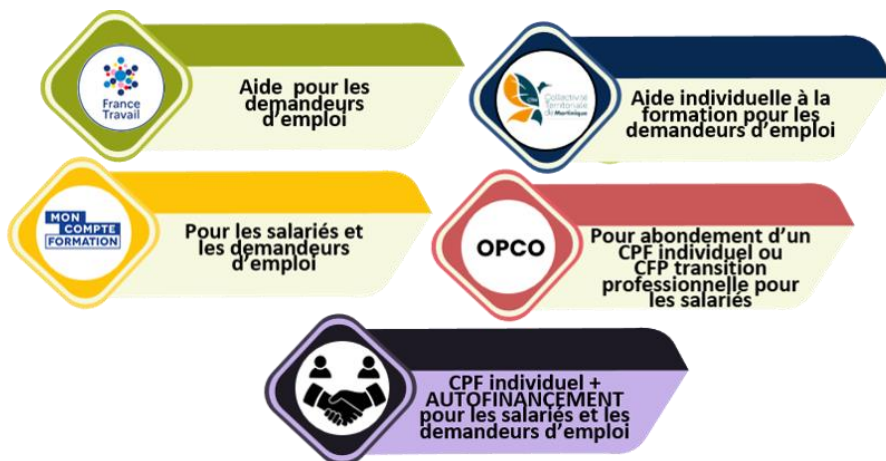 France
Travail
Aide pour les
demandeurs
d'emploi
Collectivité
Territoriale
de Martinique
Aide individuelle à la
formation pour les
demandeurs d'emploi
MON
COMPTE
FORMATION
Pour les salariés et
les demandeurs
d'emploi
OPCO
Pour abondement d'un
CPF individuel ou
CFP transition
professionnelle pour
les salariés
CPF individuel +
AUTOFINANCEMENT
pour les salariés et les
demandeurs d'emploi